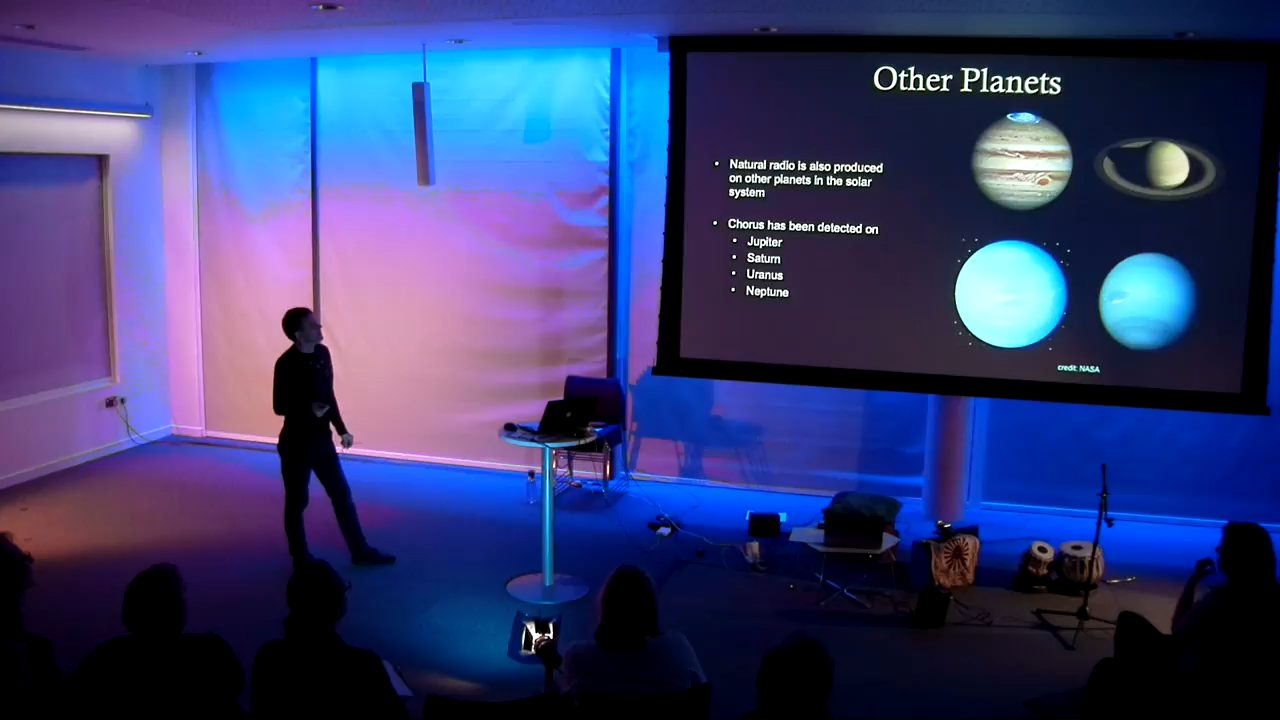 Other Planets
• Natural radio is also produced
on other planets in the solar
system
• Chorus has been detected on
• Jupiter
• Saturn
• Uranus
• Neptune
credit: NASA